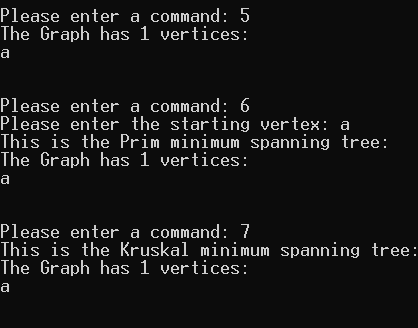 Please enter a command: 5
The Graph has 1 vertices:
a
Please enter a command: 6
Please enter the starting vertex: a
This is the Prim minimum spanning tree:
The Graph has 1 vertices:
a
Please enter a command: 7
This is the Kruskal minimum spanning tree:
The Graph has 1 vertices:
a